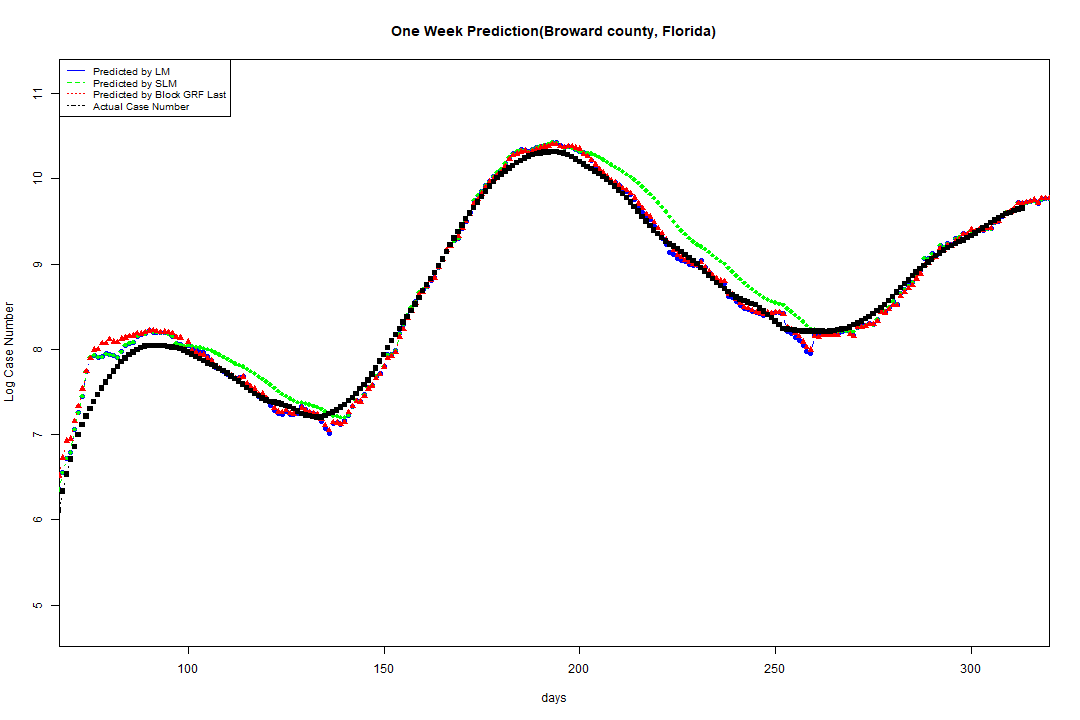 One Week Prediction(Broward county, Florida)
Predicted by LM
Predicted by SLM
Predicted by Block GRF Last
Actual Case Number
11
10
9
8
7
6
5
Log Case Number
100 150 200 250 300
days